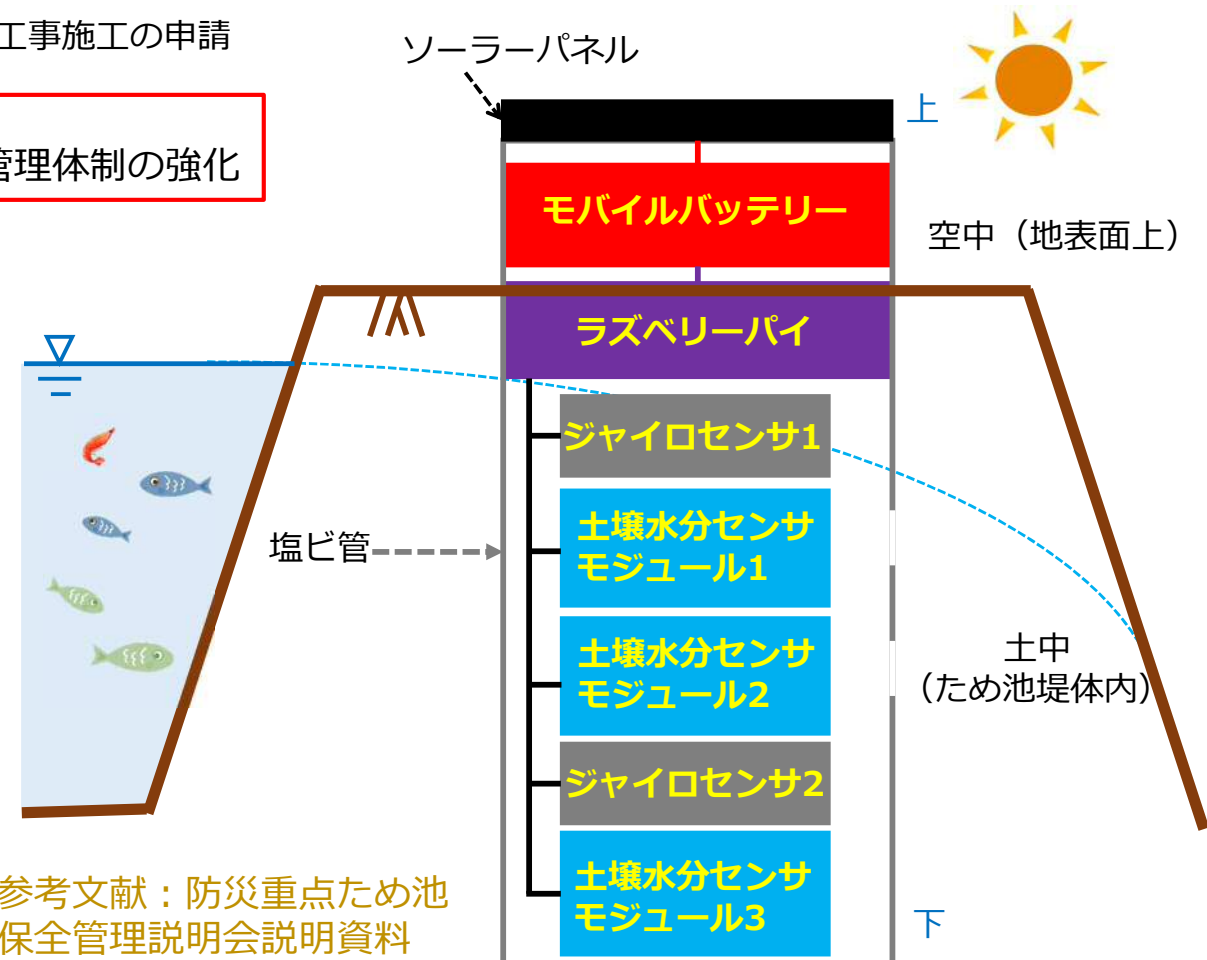 工事施工の申請
管理体制の強化
ソーラーパネル
上
モバイルバッテリー
空中（地表面上）
ラズベリーパイ
ジャイロセンサ1
土壌水分センサ
モジュール1
塩ビ管
土壌水分センサ
モジュール2
土中
（ため池堤体内）
ジャイロセンサ2
土壌水分センサ
モジュール3
下
参考文献：防災重点ため池
保全管理説明会説明資料